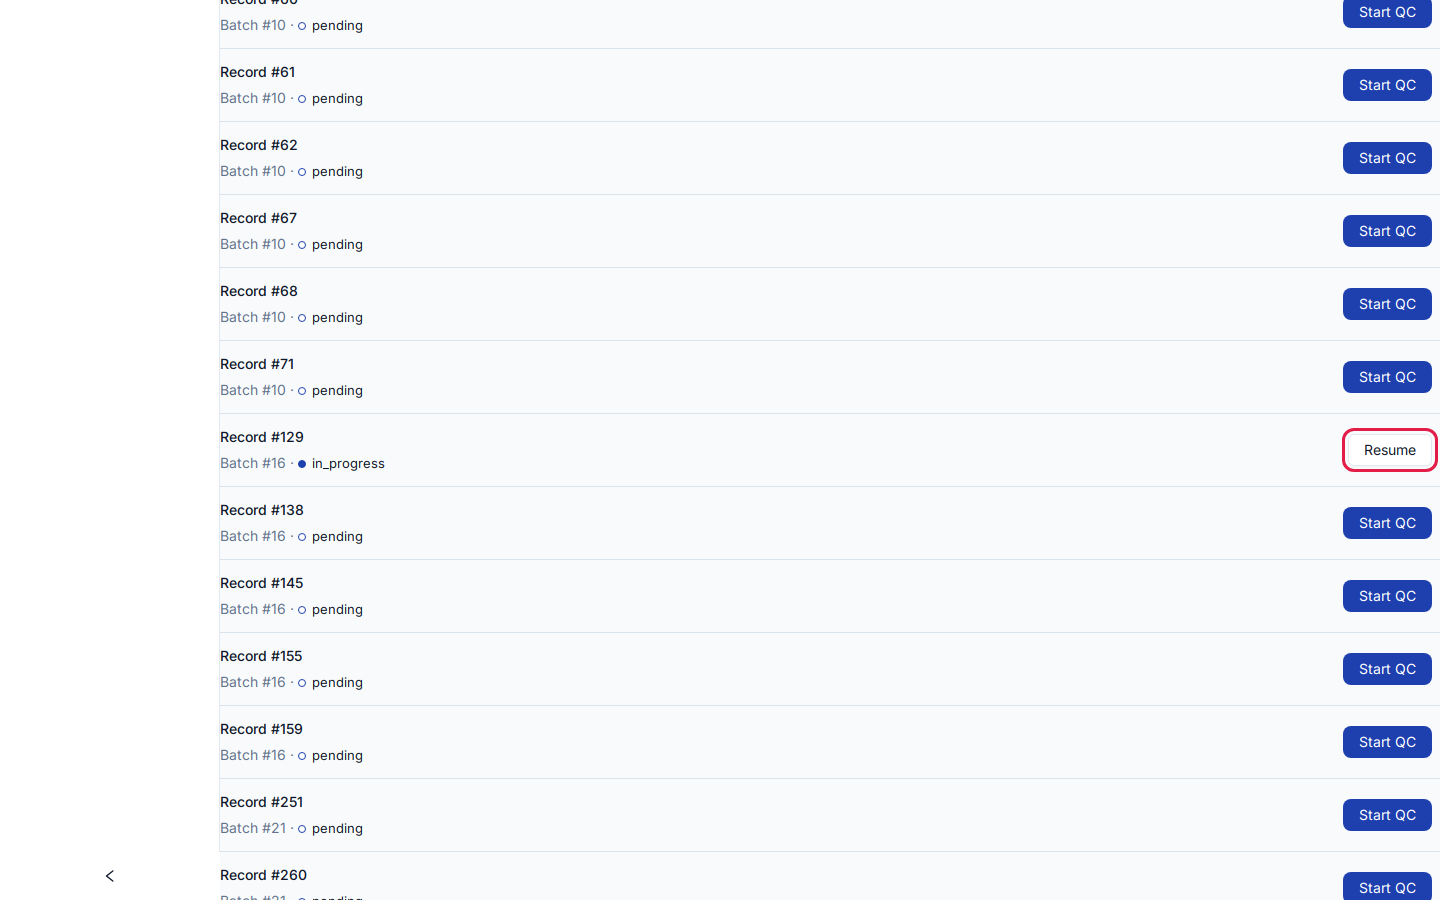 Batch #10 · pending
Start QC
Record #61
Batch #10 · pending
Start QC
Record #62
Batch #10 · pending
Start QC
Record #67
Batch #10 · pending
Start QC
Record #68
Batch #10 · pending
Start QC
Record #71
Batch #10 · pending
Start QC
Record #129
Batch #16 · in_progress
Resume
Record #138
Batch #16 · pending
Start QC
Record #145
Batch #16 · pending
Start QC
Record #155
Batch #16 · pending
Start QC
Record #159
Batch #16 · pending
Start QC
Record #251
Batch #21 · pending
Start QC
Record #260
Start QC